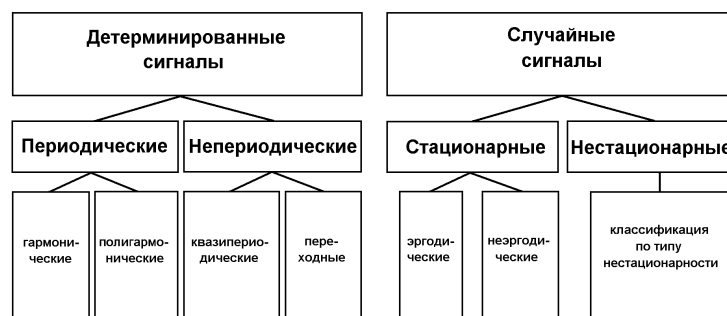 Детерминированные
сигналы
Случайные
сигналы
Периодические
Непериодические
Стационарные
Нестационарные
гармони-
ческие
полигармо-
нические
квазиперио-
дические
пере-
ходные
эргоди-
ческие
неэргоди-
ческие
классификация
по типу
нестационарности